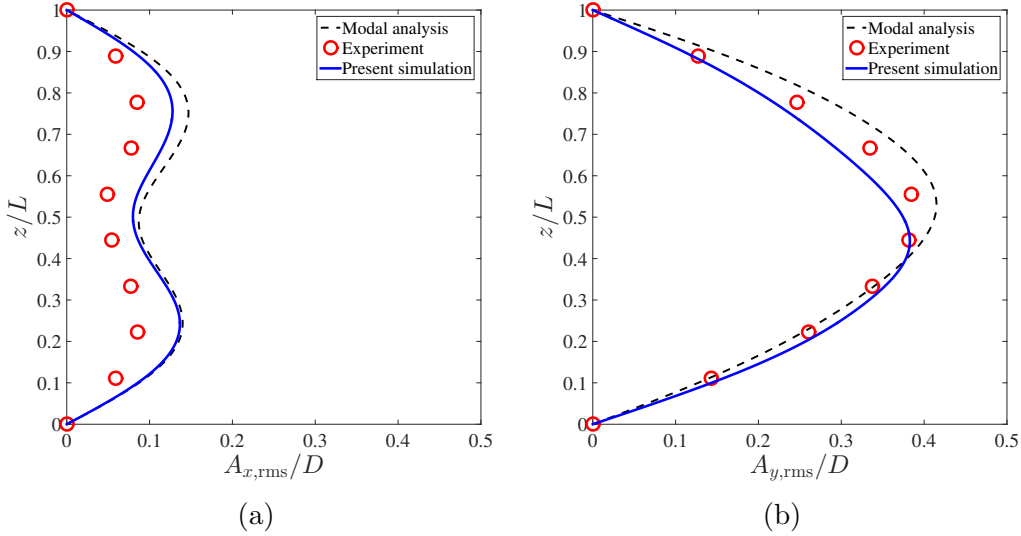 1
0.9
0.8
0.7
0.6
0.5
0.4
0.3
0.2
0.1
0
z/L
0 0.1 0.2 0.3 0.4 0.5
A_{x,rms}/D
Modal analysis
Experiment
Present simulation
(a)
1
0.9
0.8
0.7
0.6
0.5
0.4
0.3
0.2
0.1
0
z/L
0 0.1 0.2 0.3 0.4 0.5
A_{y,rms}/D
Modal analysis
Experiment
Present simulation
(b)